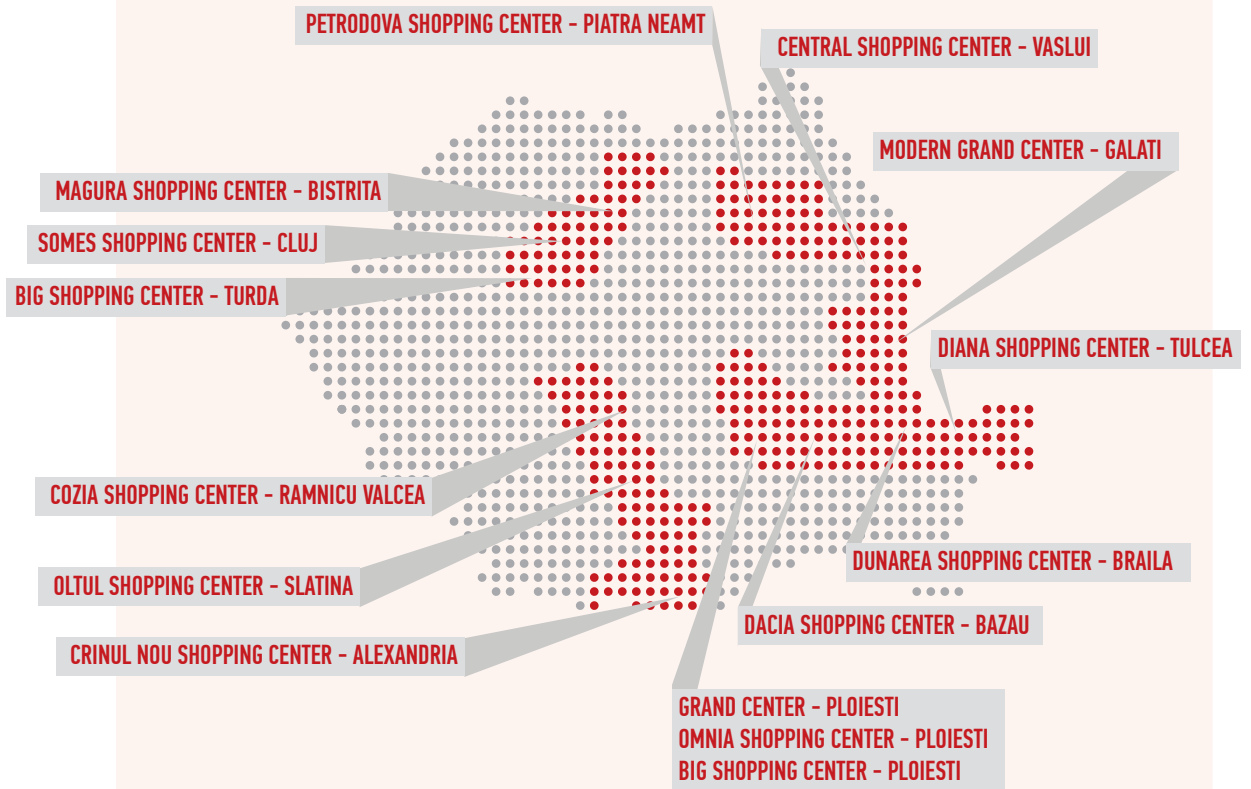 PETRODOVA SHOPPING CENTER - PIATRA NEAMT
CENTRAL SHOPPING CENTER - VASLUI
MODERN GRAND CENTER - GALATI
MAGURA SHOPPING CENTER - BISTRITA
SOMES SHOPPING CENTER - CLUJ
BIG SHOPPING CENTER - TURDA
DIANA SHOPPING CENTER - TULCEA
COZIA SHOPPING CENTER - RAMNICU VALCEA
DUNAREA SHOPPING CENTER - BRAILA
OLTUL SHOPPING CENTER - SLATINA
DACIA SHOPPING CENTER - BAZAU
CRINUL NOU SHOPPING CENTER - ALEXANDRIA
GRAND CENTER - PLOIESTI
OMNIA SHOPPING CENTER - PLOIESTI
BIG SHOPPING CENTER - PLOIESTI